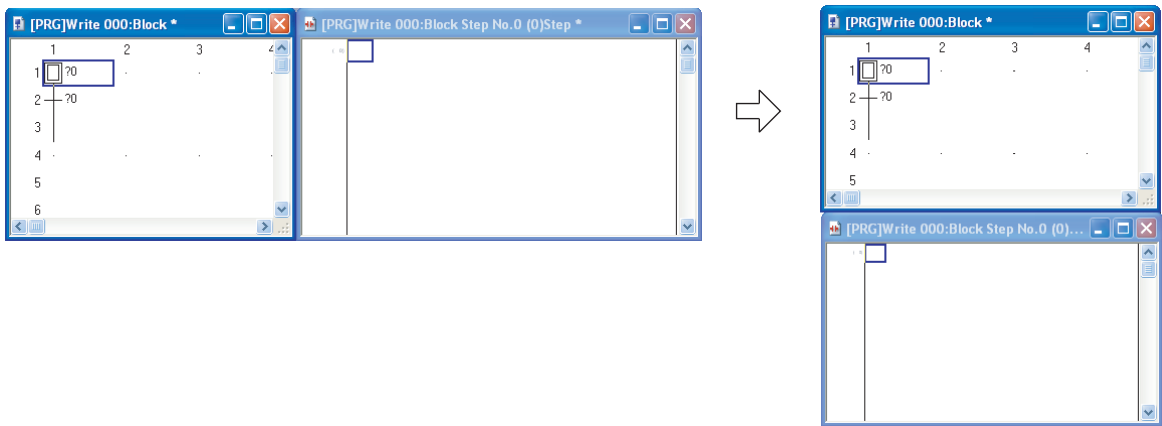 [PRG]Write 000:Block *
1 2 3 4
1 ?0
2 ?0
3
4
5
6
[PRG]Write 000:Block Step No.0 (0)Step *
[PRG]Write 000:Block *
1 2 3 4
1 ?0
2 ?0
3
4
5
[PRG]Write 000:Block Step No.0 (0)...